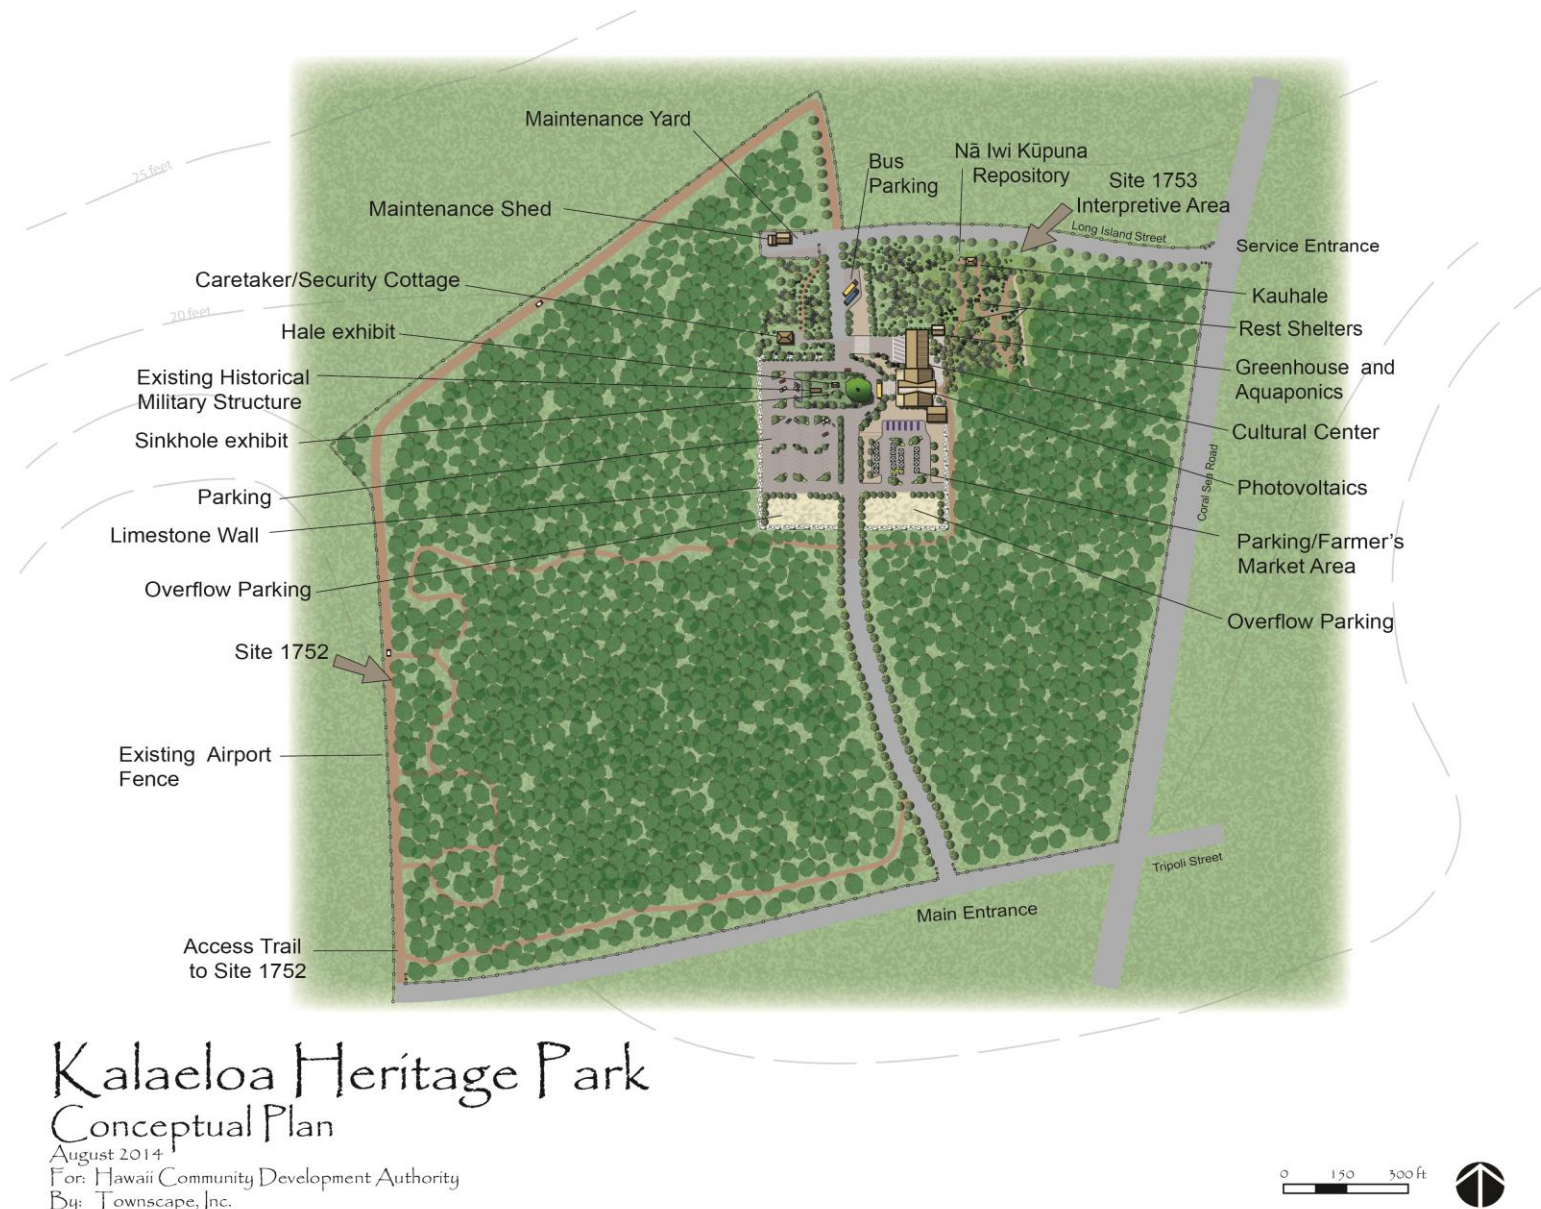 25 feet
20 feet
Maintenance Yard
Maintenance Shed
Caretaker/Security Cottage
Hale exhibit
Existing Historical
Military Structure
Sinkhole exhibit
Parking
Limestone Wall
Overflow Parking
Site 1752
Existing Airport
Fence
Access Trail
to Site 1752
Bus
Parking
Nā Iwi Kūpuna
Repository
Site 1753
Interpretive Area
Long Island Street
Service Entrance
Kauhale
Rest Shelters
Greenhouse and
Aquaponics
Cultural Center
Photovoltaics
Coral Sea Road
Parking/Farmer's
Market Area
Overflow Parking
Tripoli Street
Main Entrance
Kalaeloa Heritage Park
Conceptual Plan
August 2014
For: Hawaii Community Development Authority
By: Townscape, Inc.
0 150 300 ft